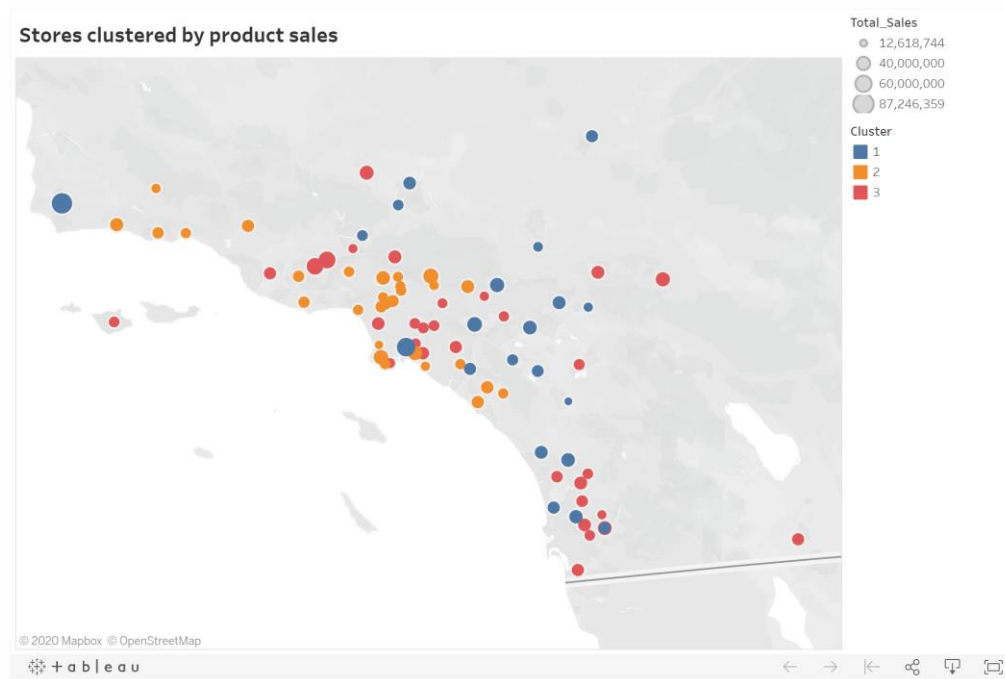 Stores clustered by product sales
Total_Sales
12,618,744
40,000,000
60,000,000
87,246,359
Cluster
1
2
3
© 2020 Mapbox © OpenStreetMap
+ableau